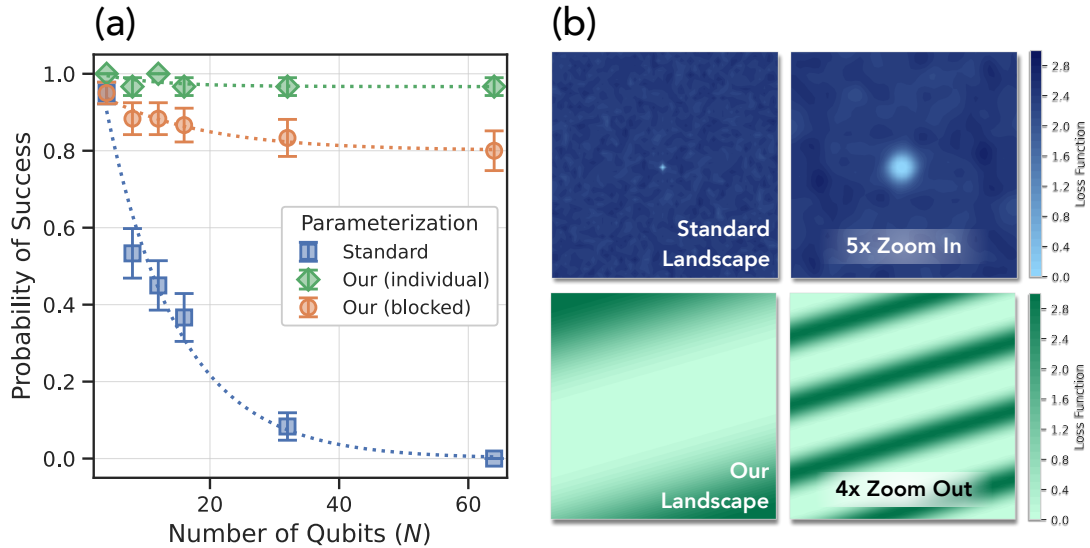 (a)
Probability of Success
1.0
0.8
0.6
0.4
0.2
0.0
Parameterization
Standard
Our (individual)
Our (blocked)
20
40
60
Number of Qubits (N)
(b)
Standard
Landscape
5x Zoom In
2.8
2.4
2.0
1.6
1.2
0.8
0.4
0.0
Loss Function
Our
Landscape
4x Zoom Out
2.8
2.4
2.0
1.6
1.2
0.8
0.4
0.0
Loss Function